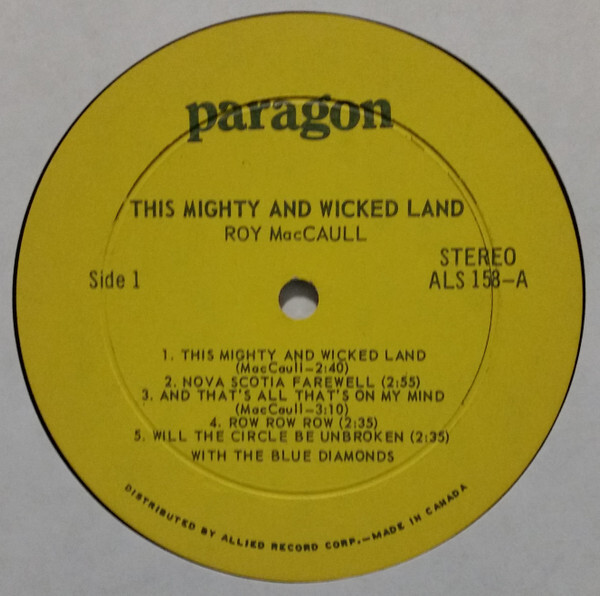 paragon
THIS MIGHTY AND WICKED LAND
ROY MacCAULL
Side 1
STEREO
ALS 158-A
1. THIS MIGHTY AND WICKED LAND
(MacCaull-2:40)
2. NOVA SCOTIA FAREWELL (2:55)
3. AND THAT'S ALL THAT'S ON MY MIND
(MacCaull-3:10)
4. ROW ROW ROW (2:35)
5. WILL THE CIRCLE BE UNBROKEN (2:35)
WITH THE BLUE DIAMONDS
DISTRIBUTED BY ALLIED RECORD CORP.—MADE IN CANADA